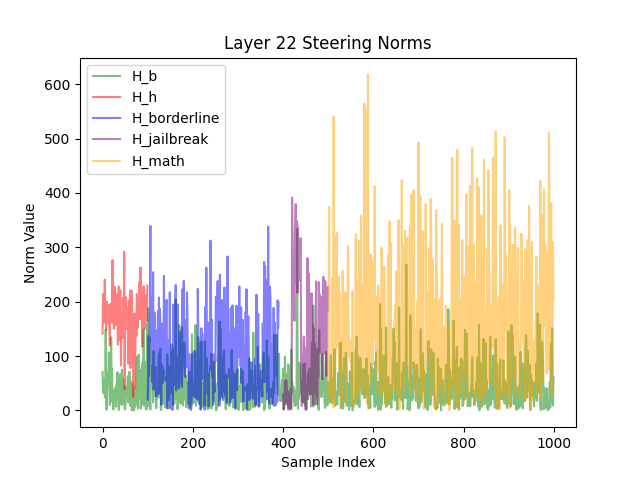 Layer 22 Steering Norms
H_b
H_h
H_borderline
H_jailbreak
H_math
Norm Value
600
500
400
300
200
100
0
0 200 400 600 800 1000
Sample Index